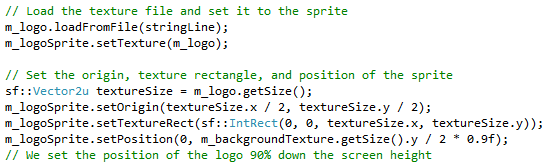 // Load the texture file and set it to the sprite
m_logo.loadFromFile(stringLine);
m_logoSprite.setTexture(m_logo);
// Set the origin, texture rectangle, and position of the sprite
sf::Vector2u textureSize = m_logo.getSize();
m_logoSprite.setOrigin(textureSize.x / 2, textureSize.y / 2);
m_logoSprite.setTextureRect(sf::IntRect(0, 0, textureSize.x, textureSize.y));
m_logoSprite.setPosition(0, m_backgroundTexture.getSize().y / 2 * 0.9f);
// We set the position of the logo 90% down the screen height